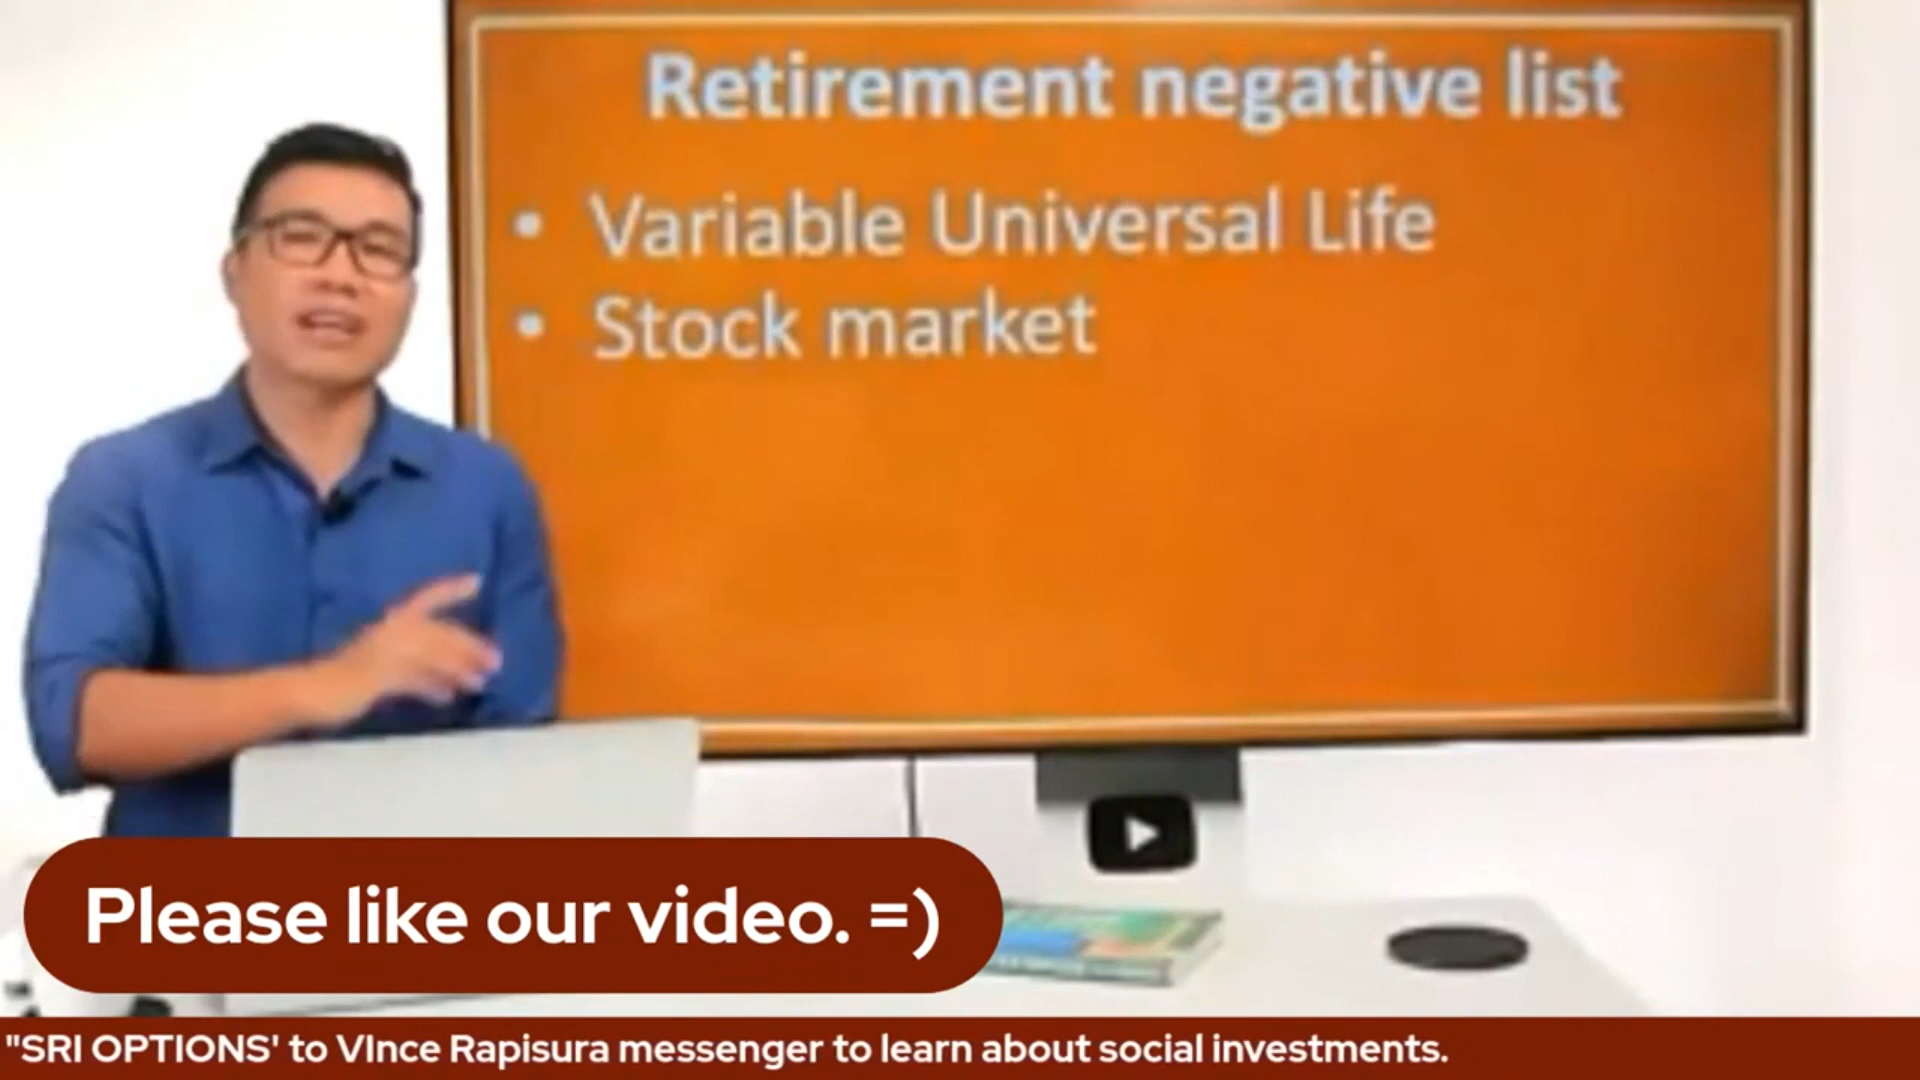 Retirement negative list
• Variable Universal Life
• Stock market
Please like our video. =)
"SRI OPTIONS' to VInce Rapisura messenger to learn about social investments.